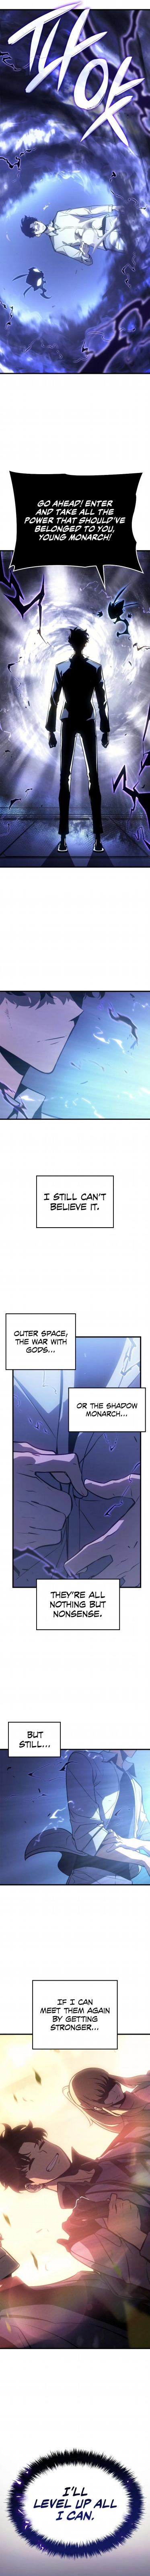 TUK
OK
GO AHEAD! ENTER
AND TAKE ALL THE
POWER THAT SHOULD'VE
BELONGED TO YOU,
YOUNG MONARCH!
I STILL CAN'T
BELIEVE IT.
OUTER SPACE,
THE WAR WITH
GODS...
OR THE SHADOW
MONARCH...
THEY'RE ALL
NOTHING BUT
NONSENSE.
BUT
STILL...
IF I CAN
MEET THEM AGAIN
BY GETTING
STRONGER...
I'LL
LEVEL UP ALL
I CAN.